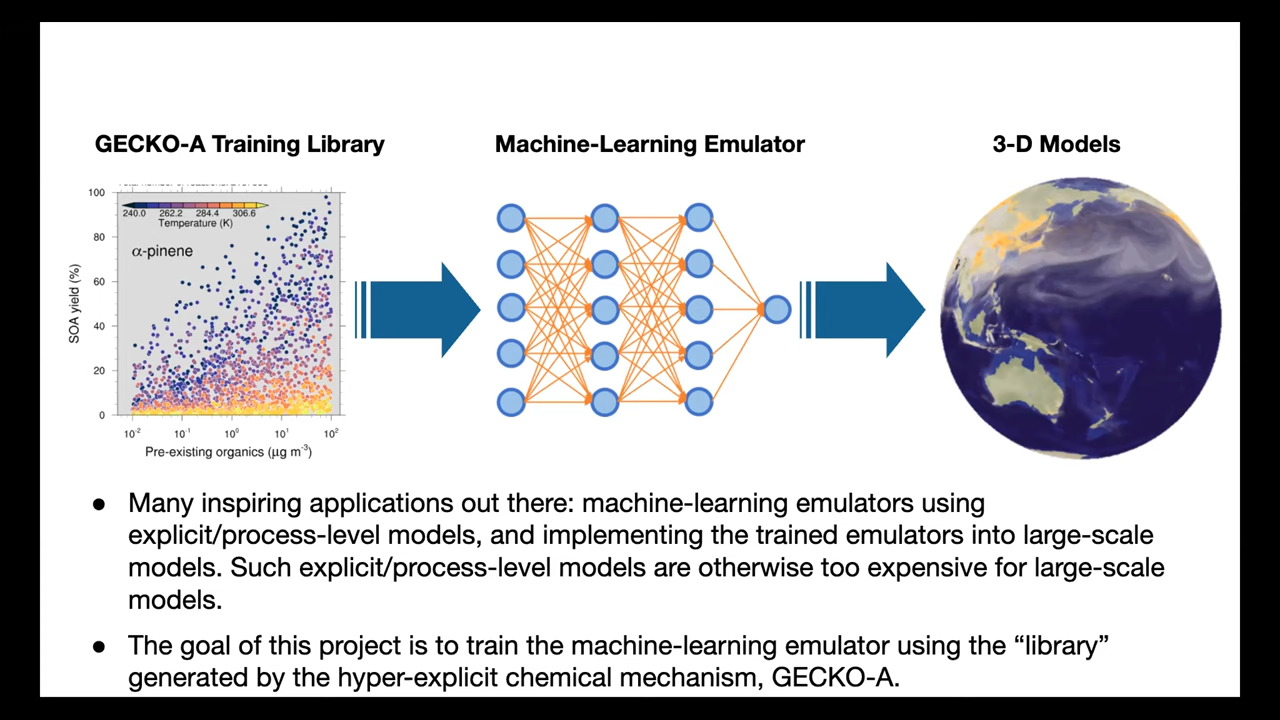 GECKO-A Training Library
Machine-Learning Emulator
3-D Models
100
80
60
40
20
0
SOA yield (%)
240.0 262.2 284.4 306.6
Temperature (K)
α-pinene
10-2 10-1 100 101 102
Pre-existing organics (μg m-3)
● Many inspiring applications out there: machine-learning emulators using
explicit/process-level models, and implementing the trained emulators into large-scale
models. Such explicit/process-level models are otherwise too expensive for large-scale
models.
● The goal of this project is to train the machine-learning emulator using the “library”
generated by the hyper-explicit chemical mechanism, GECKO-A.